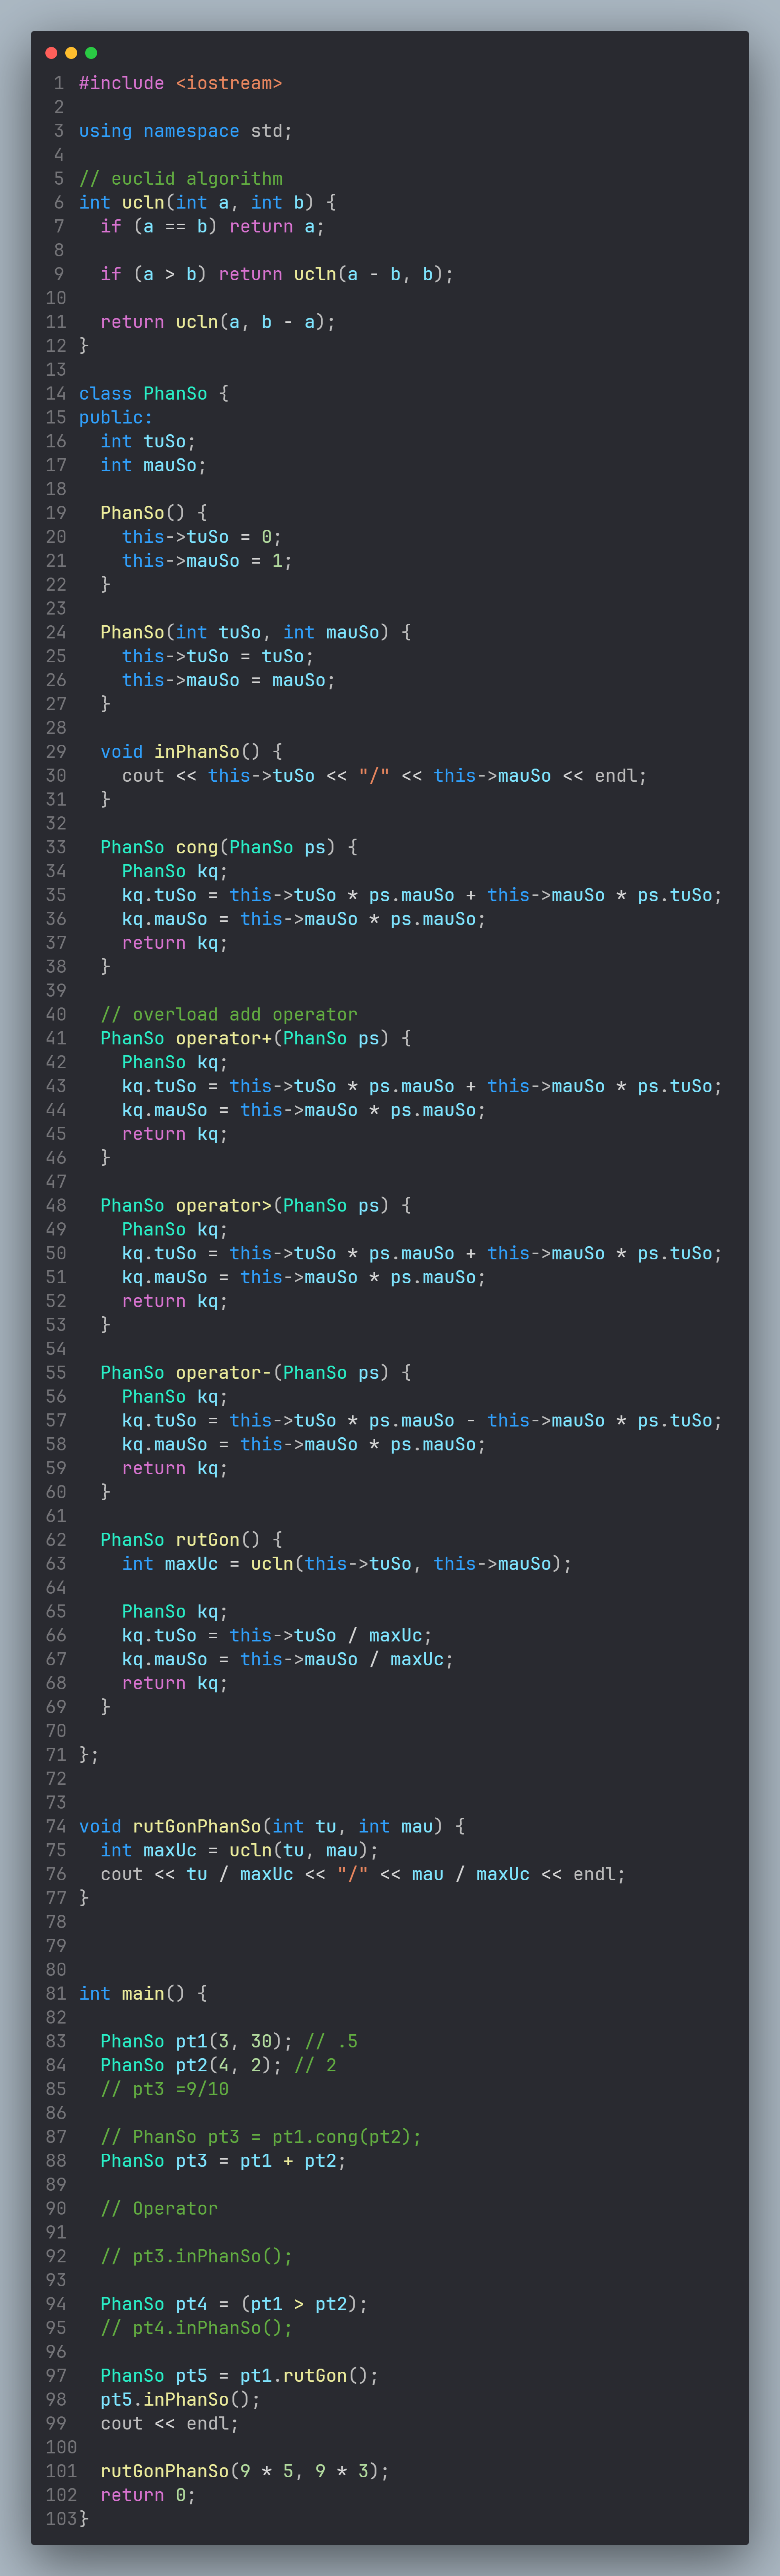 1 #include <iostream>
2
3 using namespace std;
4
5 // euclid algorithm
6 int ucln(int a, int b) {
7   if (a == b) return a;
8
9   if (a > b) return ucln(a - b, b);
10
11   return ucln(a, b - a);
12 }
13
14 class PhanSo {
15 public:
16   int tuSo;
17   int mauSo;
18
19   PhanSo() {
20     this->tuSo = 0;
21     this->mauSo = 1;
22   }
23
24   PhanSo(int tuSo, int mauSo) {
25     this->tuSo = tuSo;
26     this->mauSo = mauSo;
27   }
28
29   void inPhanSo() {
30     cout << this->tuSo << "/" << this->mauSo << endl;
31   }
32
33   PhanSo cong(PhanSo ps) {
34     PhanSo kq;
35     kq.tuSo = this->tuSo * ps.mauSo + this->mauSo * ps.tuSo;
36     kq.mauSo = this->mauSo * ps.mauSo;
37     return kq;
38   }
39
40   // overload add operator
41   PhanSo operator+(PhanSo ps) {
42     PhanSo kq;
43     kq.tuSo = this->tuSo * ps.mauSo + this->mauSo * ps.tuSo;
44     kq.mauSo = this->mauSo * ps.mauSo;
45     return kq;
46   }
47
48   PhanSo operator>(PhanSo ps) {
49     PhanSo kq;
50     kq.tuSo = this->tuSo * ps.mauSo + this->mauSo * ps.tuSo;
51     kq.mauSo = this->mauSo * ps.mauSo;
52     return kq;
53   }
54
55   PhanSo operator-(PhanSo ps) {
56     PhanSo kq;
57     kq.tuSo = this->tuSo * ps.mauSo - this->mauSo * ps.tuSo;
58     kq.mauSo = this->mauSo * ps.mauSo;
59     return kq;
60   }
61
62   PhanSo rutGon() {
63     int maxUc = ucln(this->tuSo, this->mauSo);
64
65     PhanSo kq;
66     kq.tuSo = this->tuSo / maxUc;
67     kq.mauSo = this->mauSo / maxUc;
68     return kq;
69   }
70
71 };
72
73
74 void rutGonPhanSo(int tu, int mau) {
75   int maxUc = ucln(tu, mau);
76   cout << tu / maxUc << "/" << mau / maxUc << endl;
77 }
78
79
80
81 int main() {
82
83   PhanSo pt1(3, 30); // .5
84   PhanSo pt2(4, 2); // 2
85   // pt3 =9/10
86
87   // PhanSo pt3 = pt1.cong(pt2);
88   PhanSo pt3 = pt1 + pt2;
89
90   // Operator
91
92   // pt3.inPhanSo();
93
94   PhanSo pt4 = (pt1 > pt2);
95   // pt4.inPhanSo();
96
97   PhanSo pt5 = pt1.rutGon();
98   pt5.inPhanSo();
99   cout << endl;
100
101   rutGonPhanSo(9 * 5, 9 * 3);
102   return 0;
103 }